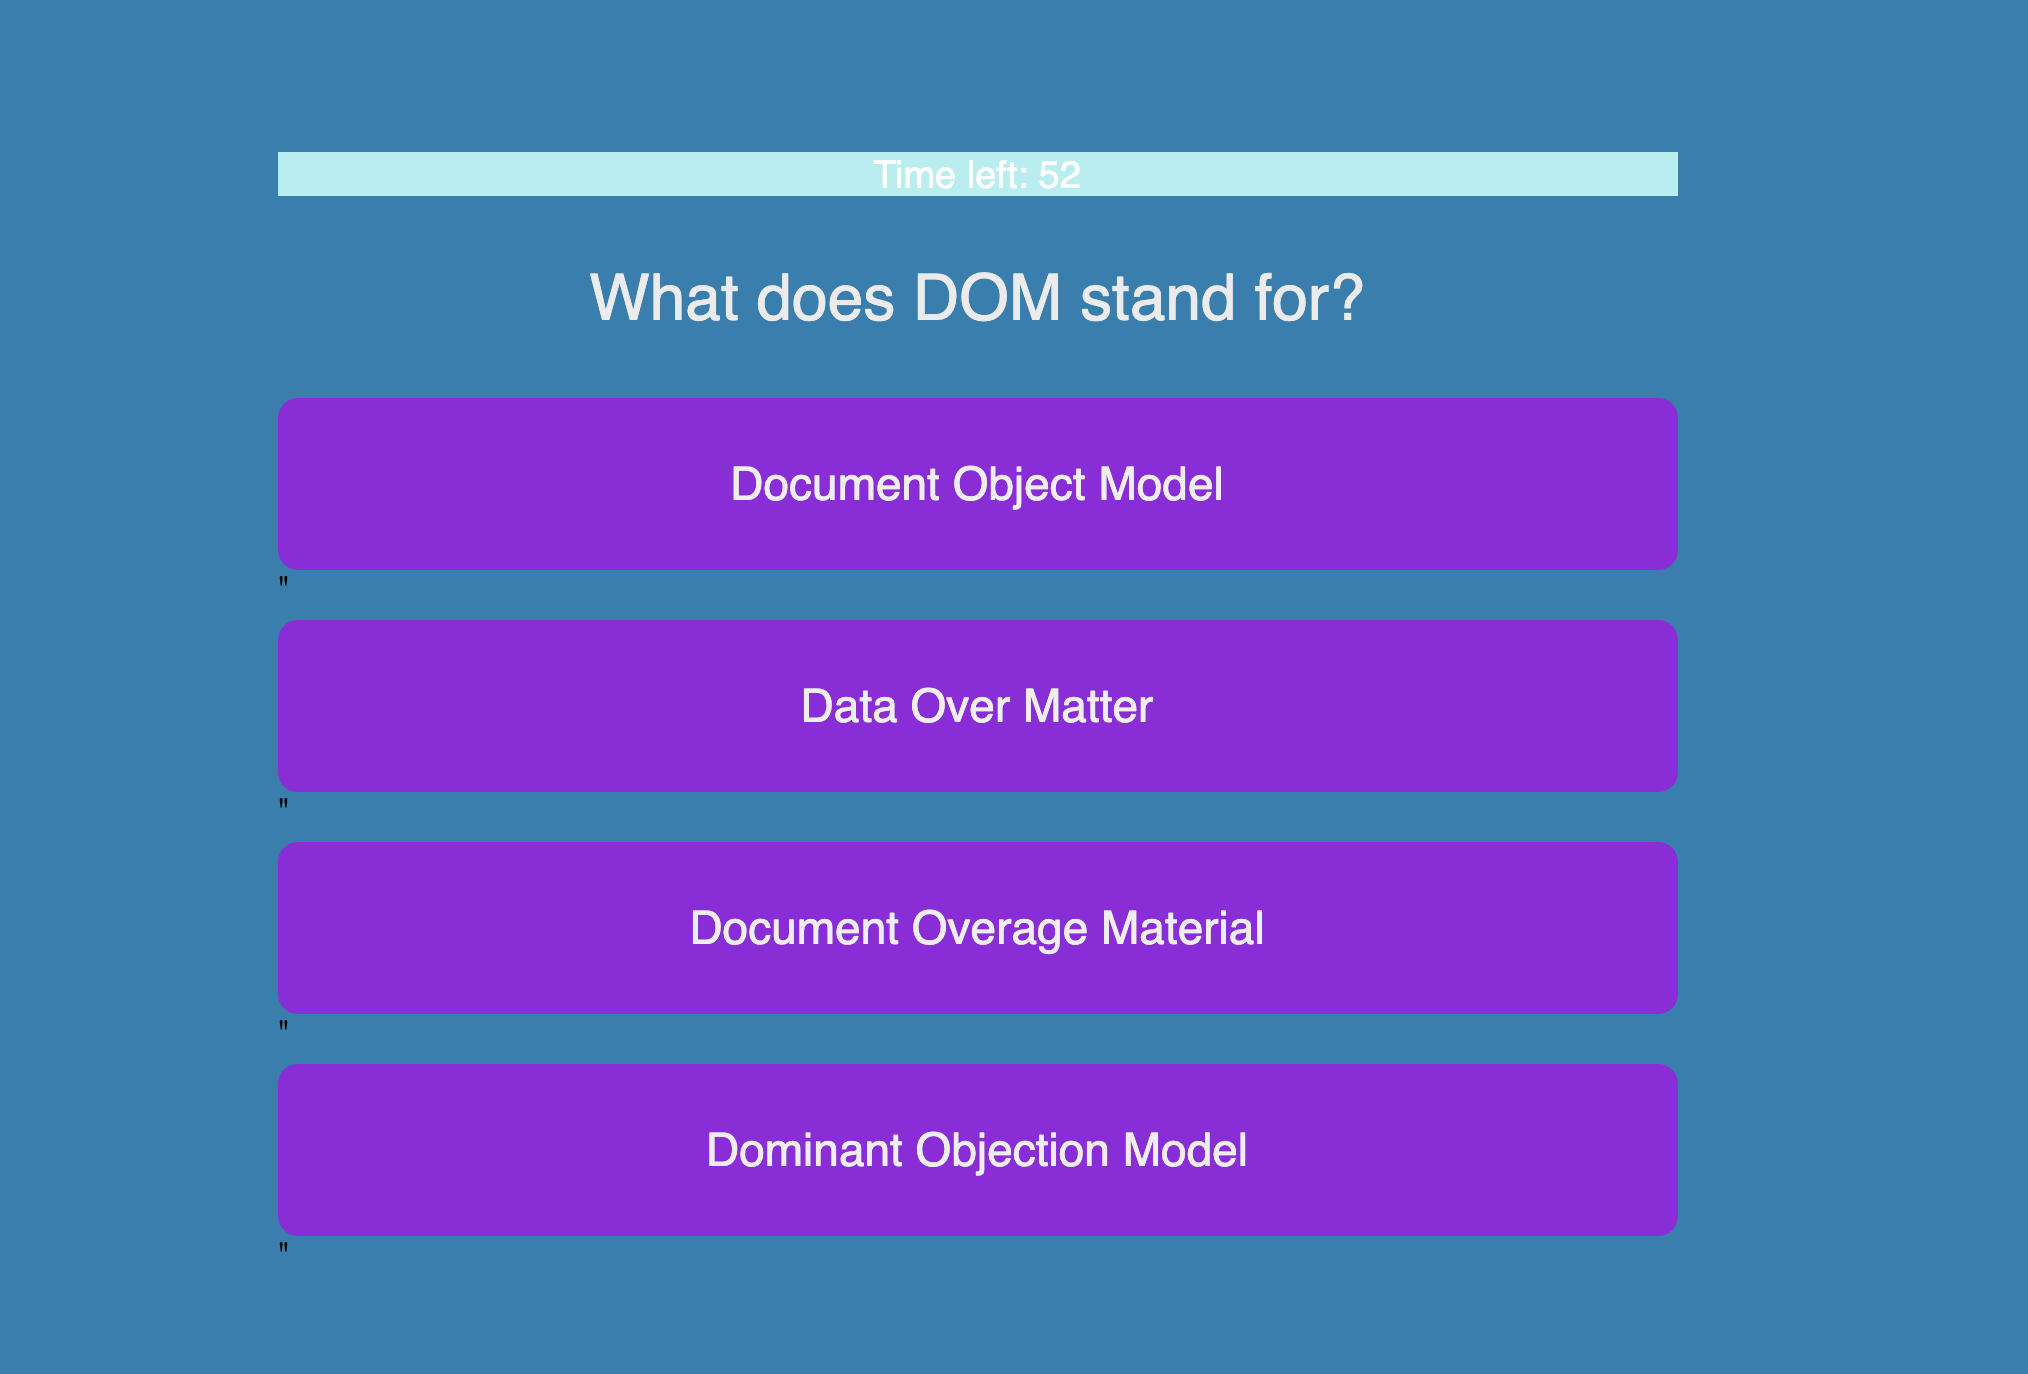 Time left: 52
What does DOM stand for?
Document Object Model
"
Data Over Matter
"
Document Overage Material
"
Dominant Objection Model
"